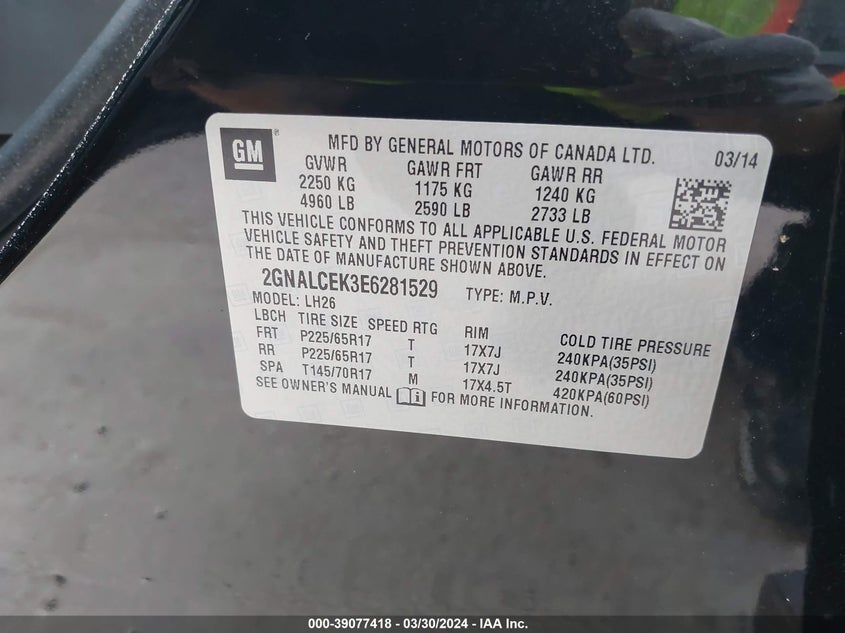 GM ® MFD BY GENERAL MOTORS OF CANADA LTD. 03/14
GVWR GAWR FRT GAWR RR
2250 KG 1175 KG 1240 KG
4960 LB 2590 LB 2733 LB
THIS VEHICLE CONFORMS TO ALL APPLICABLE U.S. FEDERAL MOTOR
VEHICLE SAFETY AND THEFT PREVENTION STANDARDS IN EFFECT ON
THE DATE OF MANUFACTURE SHOWN ABOVE.
2GNALCEK3E6281529 TYPE: M.P.V.
MODEL: LH26
LBCH TIRE SIZE SPEED RTG RIM COLD TIRE PRESSURE
FRT P225/65R17 T 17X7J 240KPA(35PSI)
RR P225/65R17 T 17X7J 240KPA(35PSI)
SPA T145/70R17 M 17X4.5T 420KPA(60PSI)
SEE OWNER'S MANUAL FOR MORE INFORMATION.
000-39077418 - 03/30/2024 - IAA Inc.